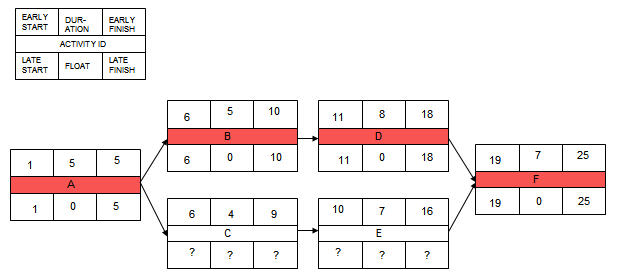 EARLY START DUR-ATION EARLY FINISH
ACTIVITY ID
LATE START FLOAT LATE FINISH
6 5 10
B
6 0 10
11 8 18
D
11 0 18
1 5 5
A
1 0 5
19 7 25
F
19 0 25
6 4 9
C
? ? ?
10 7 16
E
? ? ?